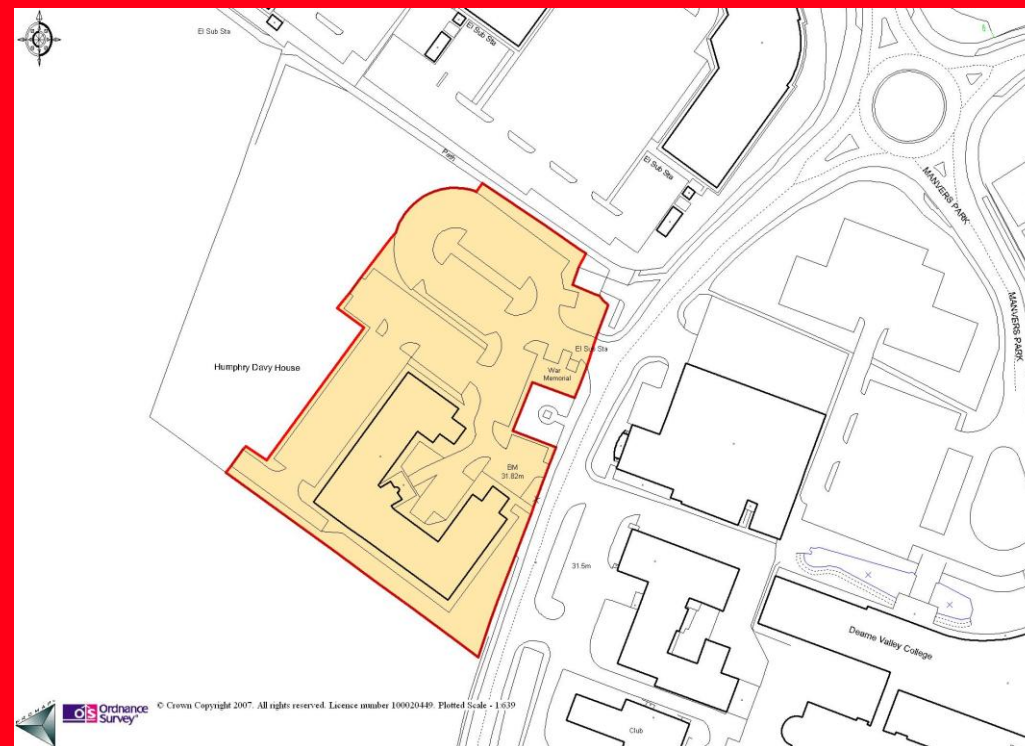 El Sub Sta
El Sub Sta
Path
El Sub Sta
MANVERS PARK
MANVERS PARK
El Sub Sta
War
Memorial
Humphry Davy House
BM
31.82m
31.5m
Dearne Valley College
Club
PROMAP
OS Ordnance
Survey
© Crown Copyright 2007. All rights reserved. Licence number 100020449. Plotted Scale - 1:639